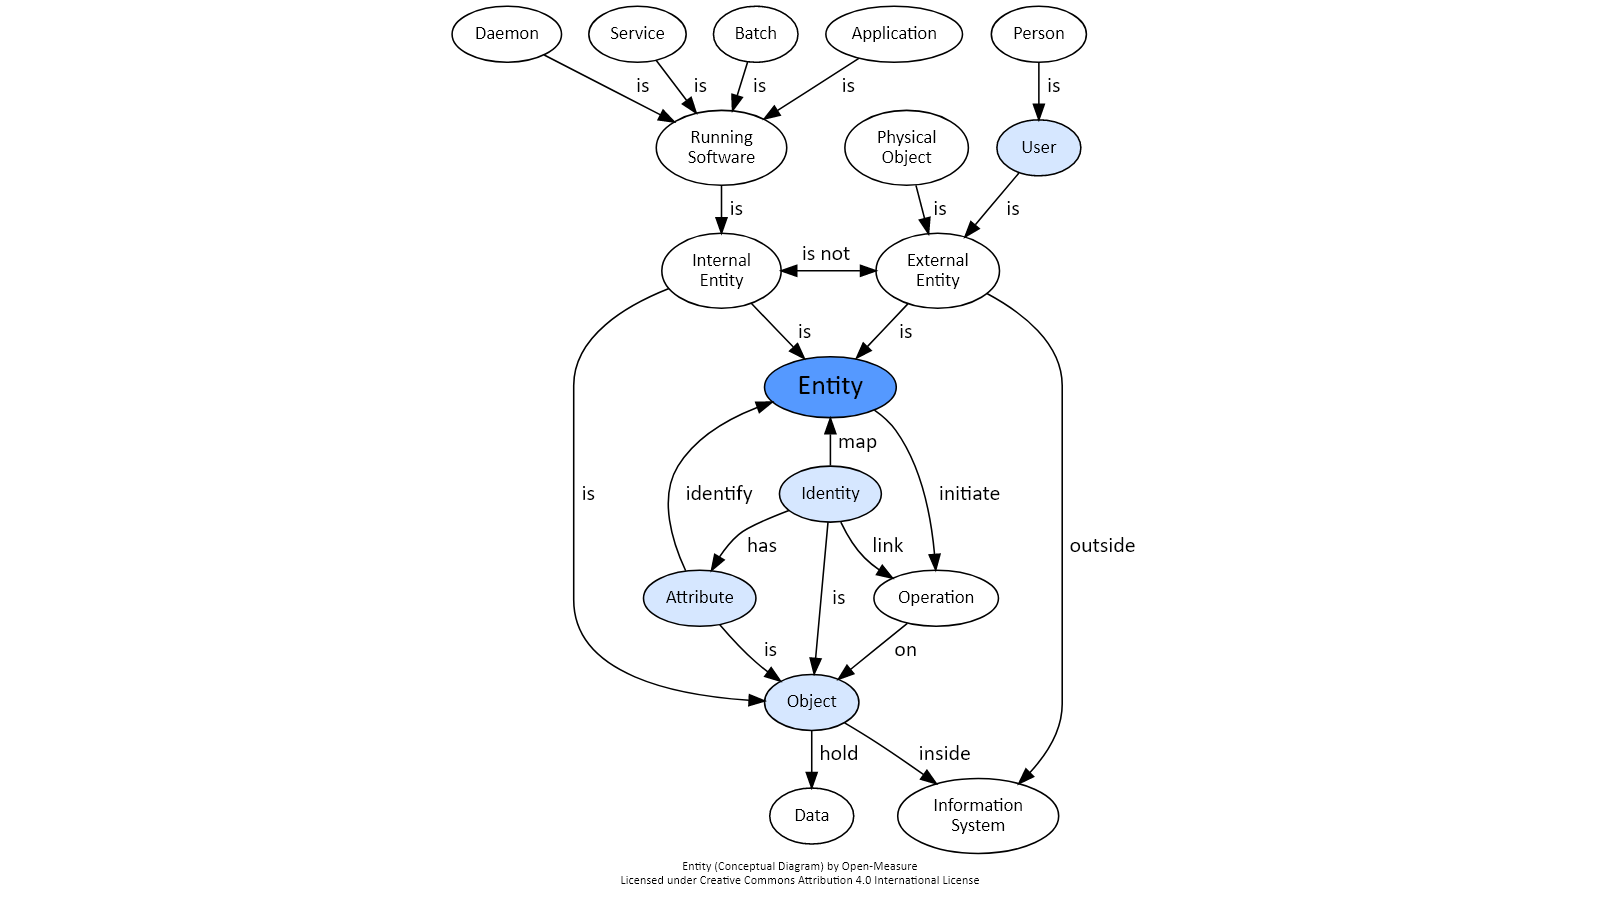 Daemon
Service
Batch
Application
Person
is
is
is
is
is
Running
Software
Physical
Object
User
is
is
is
Internal
Entity
is not
External
Entity
is
is
Entity
map
identify
Identity
initiate
is
has
link
outside
Attribute
is
Operation
is
on
Object
hold
inside
Data
Information
System
Entity (Conceptual Diagram) by Open-Measure
Licensed under Creative Commons Attribution 4.0 International License